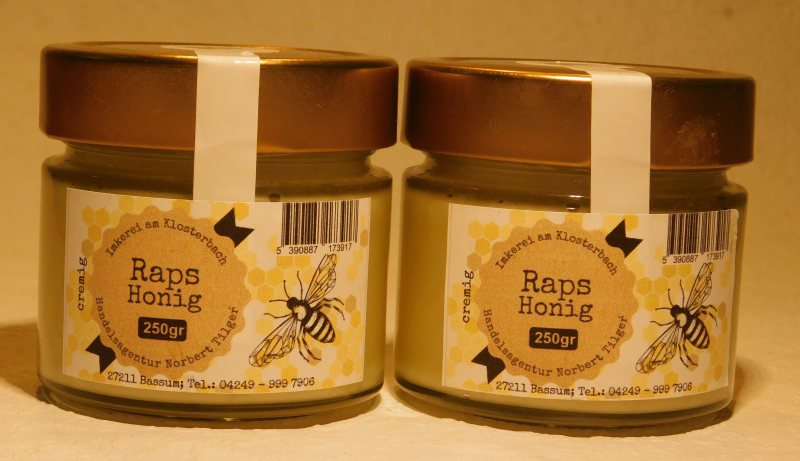 Imkerei am Klosterbach
Raps
Honig
250gr
Handelsagentur Norbert Tilger
cremig
5 390887 173917
27211 Bassum; Tel.: 04249 - 999 7906
Imkerei am Klosterbach
Raps
Honig
250gr
Handelsagentur Norbert Tilger
cremig
5 390887 173917
27211 Bassum; Tel.: 04249 - 999 7906